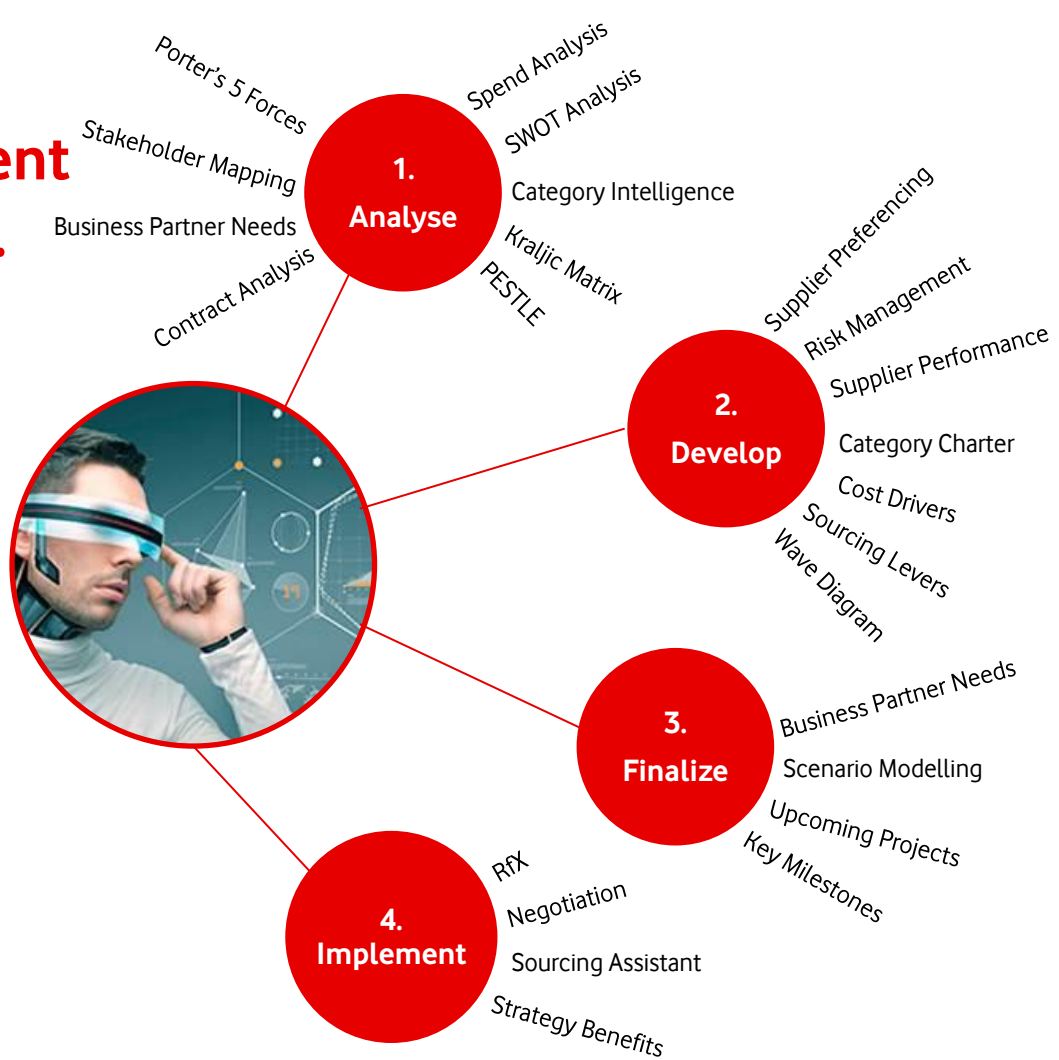 ent
.
1.
Analyse
Porter's 5 Forces
Stakeholder Mapping
Business Partner Needs
Contract Analysis
Spend Analysis
SWOT Analysis
Category Intelligence
Kraljic Matrix
PESTLE
2.
Develop
Supplier Preferencing
Risk Management
Supplier Performance
Category Charter
Cost Drivers
Sourcing Levers
Wave Diagram
3.
Finalize
Business Partner Needs
Scenario Modelling
Upcoming Projects
Key Milestones
4.
Implement
RfX
Negotiation
Sourcing Assistant
Strategy Benefits